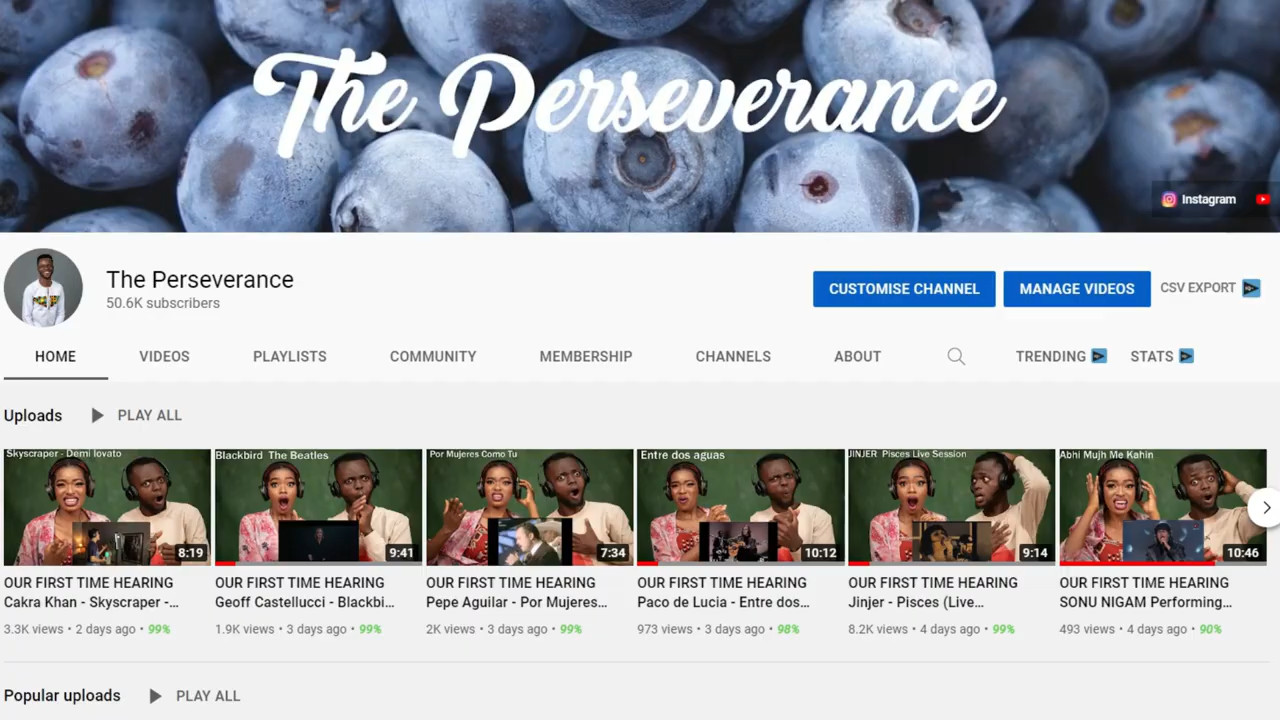 The Perseverance
Instagram
The Perseverance
50.6K subscribers
CUSTOMISE CHANNEL
MANAGE VIDEOS
CSV EXPORT
HOME
VIDEOS
PLAYLISTS
COMMUNITY
MEMBERSHIP
CHANNELS
ABOUT
TRENDING
STATS
Uploads
PLAY ALL
Skyscraper - Demi lovato
8:19
OUR FIRST TIME HEARING
Cakra Khan - Skyscraper -...
3.3K views • 2 days ago • 99%
Blackbird The Beatles
9:41
OUR FIRST TIME HEARING
Geoff Castellucci - Blackbi...
1.9K views • 3 days ago • 99%
Por Mujeres Como Tu
7:34
OUR FIRST TIME HEARING
Pepe Aguilar - Por Mujeres...
2K views • 3 days ago • 99%
Entre dos aguas
10:12
OUR FIRST TIME HEARING
Paco de Lucia - Entre dos...
973 views • 3 days ago • 98%
JINJER Pisces Live Session
9:14
OUR FIRST TIME HEARING
Jinjer - Pisces (Live...
8.2K views • 4 days ago • 99%
Abhi Mujh Me Kahin
10:46
OUR FIRST TIME HEARING
SONU NIGAM Performing...
493 views • 4 days ago • 90%
Popular uploads
PLAY ALL